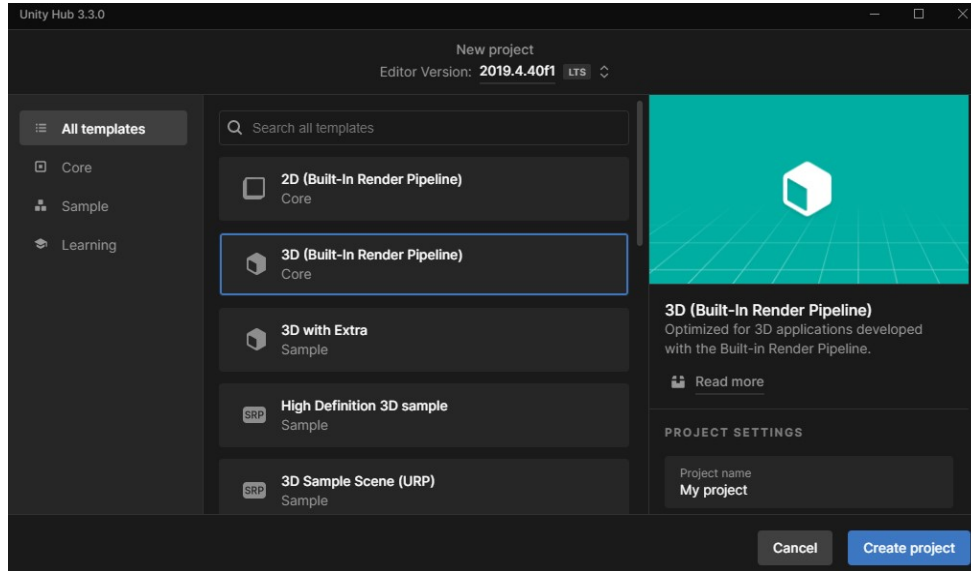 Unity Hub 3.3.0
New project
Editor Version: 2019.4.40f1 LTS
All templates
Core
Sample
Learning
Search all templates
2D (Built-In Render Pipeline)
Core
3D (Built-In Render Pipeline)
Core
3D with Extra
Sample
SRP
High Definition 3D sample
Sample
SRP
3D Sample Scene (URP)
Sample
3D (Built-In Render Pipeline)
Optimized for 3D applications developed
with the Built-in Render Pipeline.
Read more
PROJECT SETTINGS
Project name
My project
Cancel
Create project